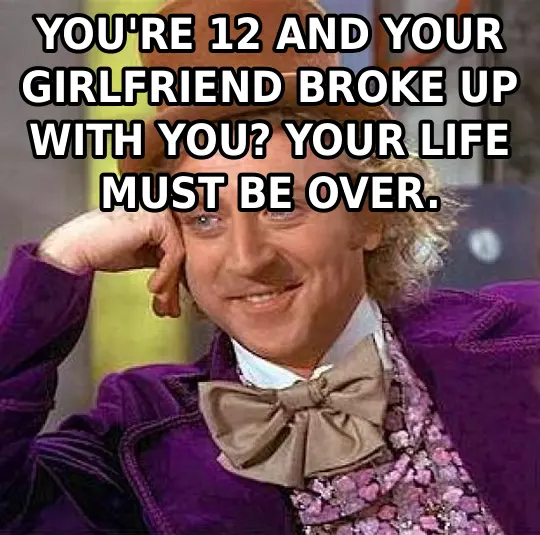 YOU'RE 12 AND YOUR
GIRLFRIEND BROKE UP
WITH YOU? YOUR LIFE
MUST BE OVER.